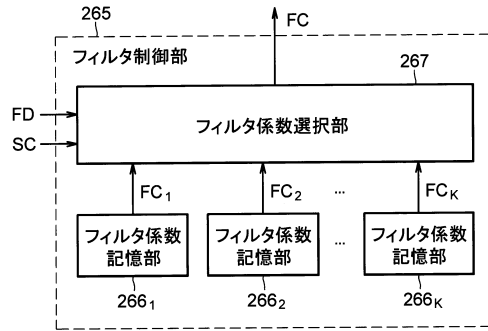 265
FC
フィルタ制御部
267
FD
SC
フィルタ係数選択部
FC1 FC2 … FCK
フィルタ係数
記憶部
フィルタ係数
記憶部
…
フィルタ係数
記憶部
2661 2662 266K